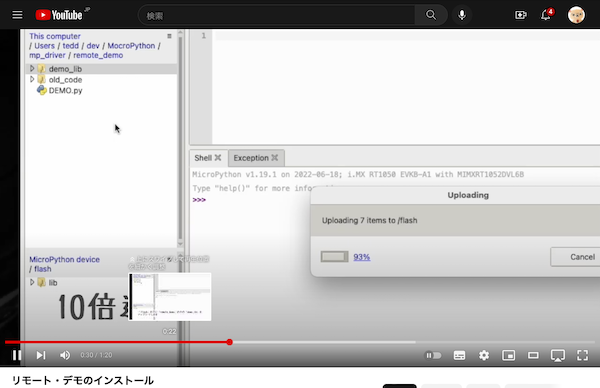 YouTube JP
検索
4
This computer
/ Users / tedd / dev / MocroPython /
mp_driver / remote_demo
demo_lib
old_code
DEMO.py
1
Shell
Exception
MicroPython v1.19.1 on 2022-06-18; i.MX RT1050 EVKB-A1 with MIMXRT1052DVL6B
Type "help()" for more
>>>
Uploading
Uploading 7 items to /flash
93%
Cancel
MicroPython device
/ flash
lib
10倍
0:22
0:30 / 1:20
リモート・デモのインストール